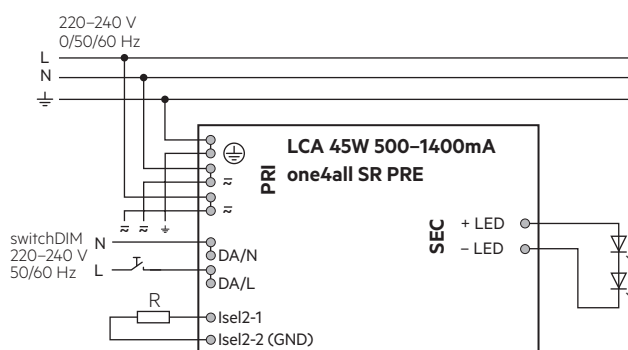 220–240 V
0/50/60 Hz
L
N
LCA 45W 500–1400mA
one4all SR PRE
PRI
SEC
+ LED
– LED
switchDIM
220–240 V
50/60 Hz
N
L
DA/N
DA/L
R
Isel2-1
Isel2-2 (GND)